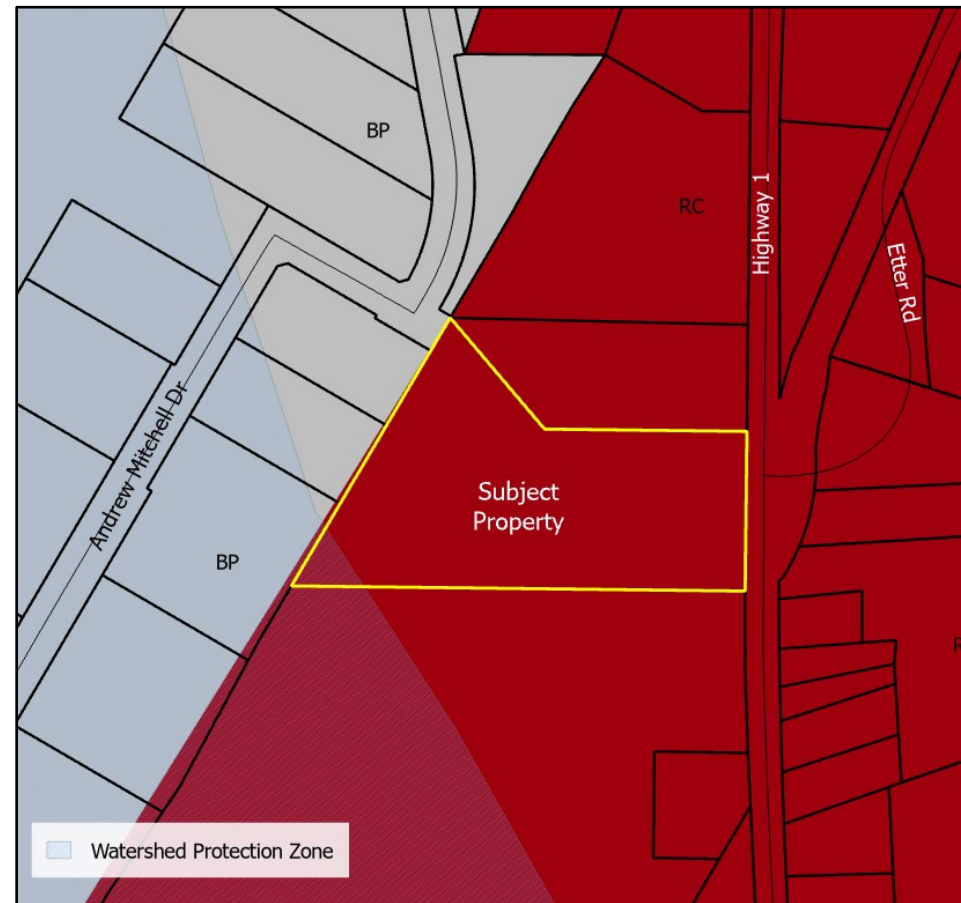 BP
RC
Highway 1
Etter Rd
Andrew Mitchell Dr
Subject
Property
BP
R
Watershed Protection Zone